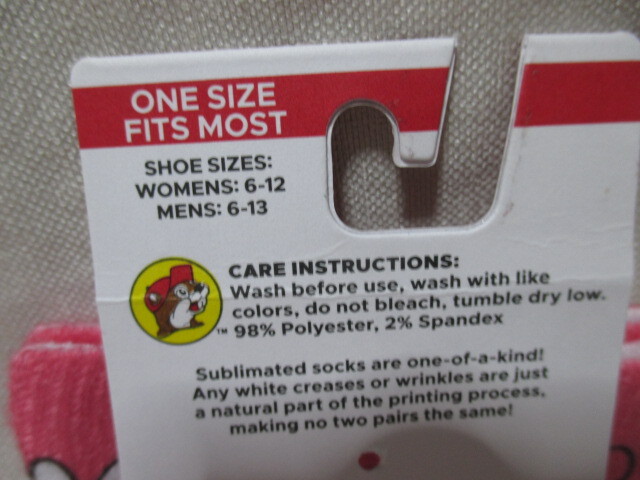 ONE SIZE
FITS MOST
SHOE SIZES:
WOMENS: 6-12
MENS: 6-13
CARE INSTRUCTIONS:
Wash before use, wash with like
colors, do not bleach, tumble dry low.
™ 98% Polyester, 2% Spandex
Sublimated socks are one-of-a-kind!
Any white creases or wrinkles are just
a natural part of the printing process,
making no two pairs the same!